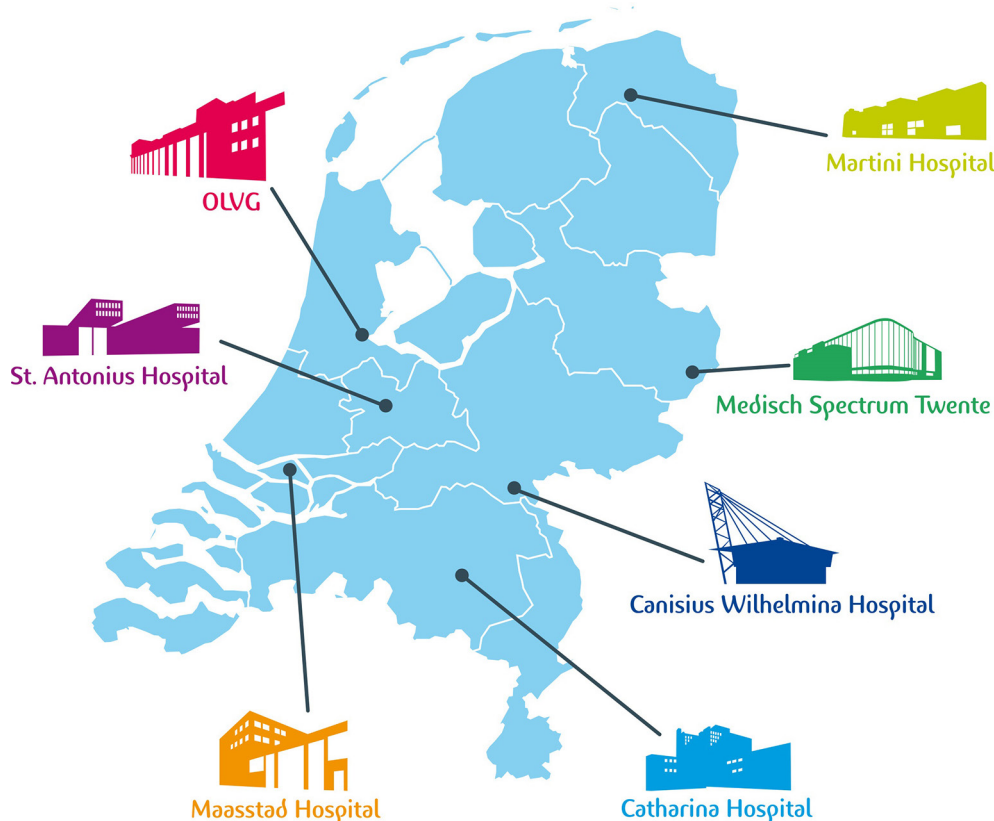 Martini Hospital
OLVG
St. Antonius Hospital
Medisch Spectrum Twente
Canisius Wilhelmina Hospital
Maasstad Hospital
Catharina Hospital